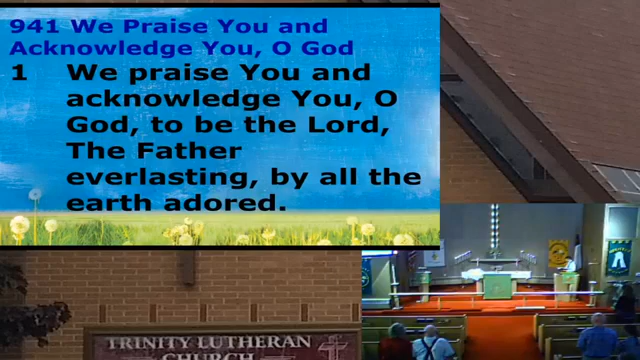 941 We Praise You and
Acknowledge You, O God
1 We praise You and
acknowledge You, O
God, to be the Lord,
The Father
everlasting, by all the
earth adored.
TRINITY LUTHERAN
CHURCH